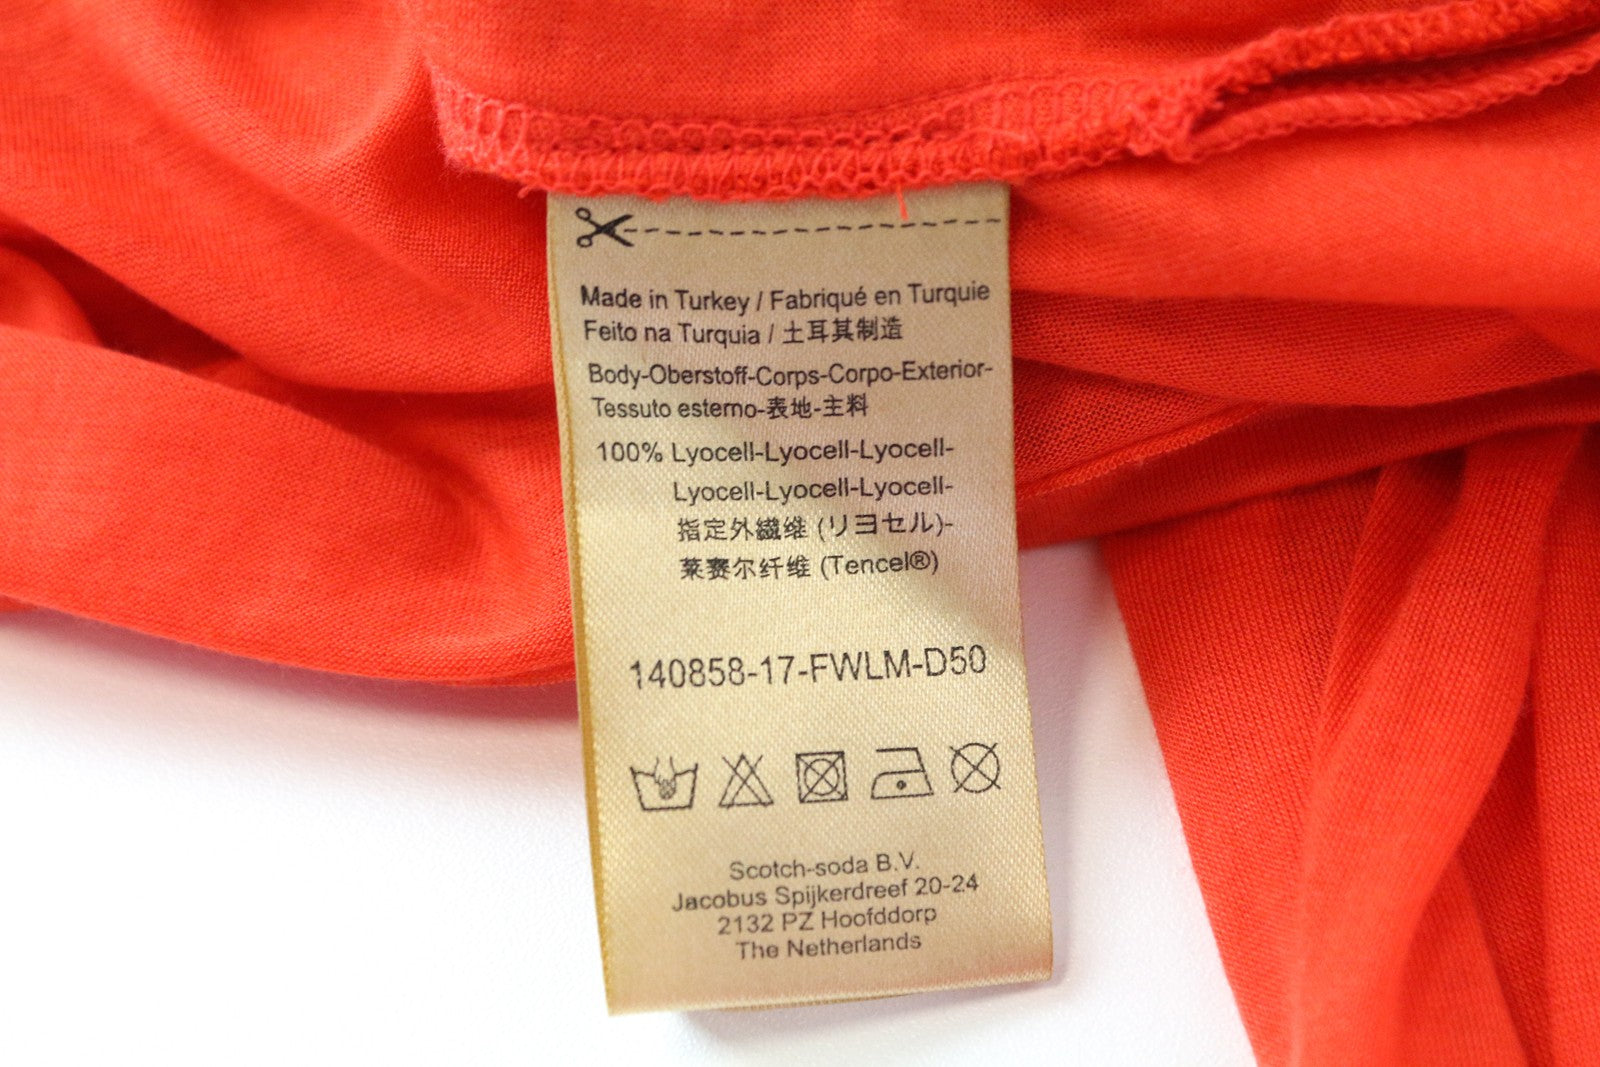 Made in Turkey / Fabriqué en Turquie
Feito na Turquia / 土耳其制造
Body-Oberstoff-Corps-Corpo-Exterior-
Tessuto esterno-表地-主料
100% Lyocell-Lyocell-Lyocell-
Lyocell-Lyocell-Lyocell-
指定外繊维 (リヨセル)-
莱赛尔纤维 (Tencel®)
140858-17-FWLM-D50
Scotch-soda B.V.
Jacobus Spijkerdreef 20-24
2132 PZ Hoofddorp
The Netherlands